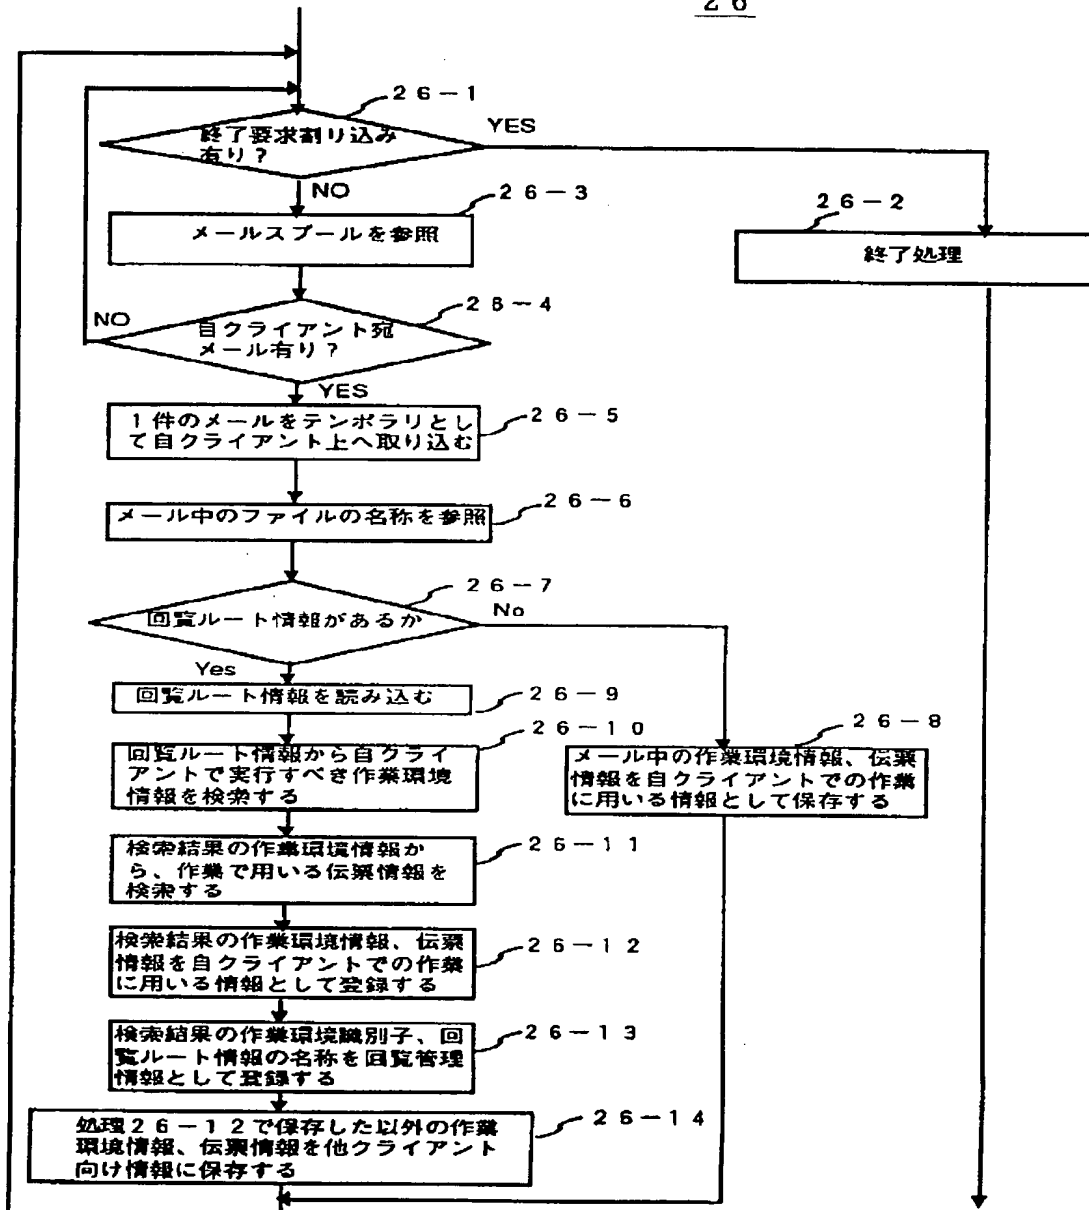 26
26-1
終了要求割り込み
有り?
YES
NO
26-3
メールスプールを参照
26-2
終了処理
26-4
自クライアント宛
メール有り?
NO
YES
26-5
1件のメールをテンポラリとし
て自クライアント上へ取り込む
26-6
メール中のファイルの名称を参照
26-7
回覧ルート情報があるか
No
Yes
26-9
回覧ルート情報を読み込む
26-10
回覧ルート情報から自クライ
アントで実行すべき作業環境
情報を検索する
26-8
メール中の作業環境情報、伝票
情報を自クライアントでの作業
に用いる情報として保存する
26-11
検索結果の作業環境情報か
ら、作業で用いる伝票情報を
検索する
26-12
検索結果の作業環境情報、伝票
情報を自クライアントでの作業
に用いる情報として登録する
26-13
検索結果の作業環境識別子、回
覧ルート情報の名称を回覧管理
情報として登録する
26-14
処理26-12で保存した以外の作業
環境情報、伝票情報を他クライアント
向け情報に保存する